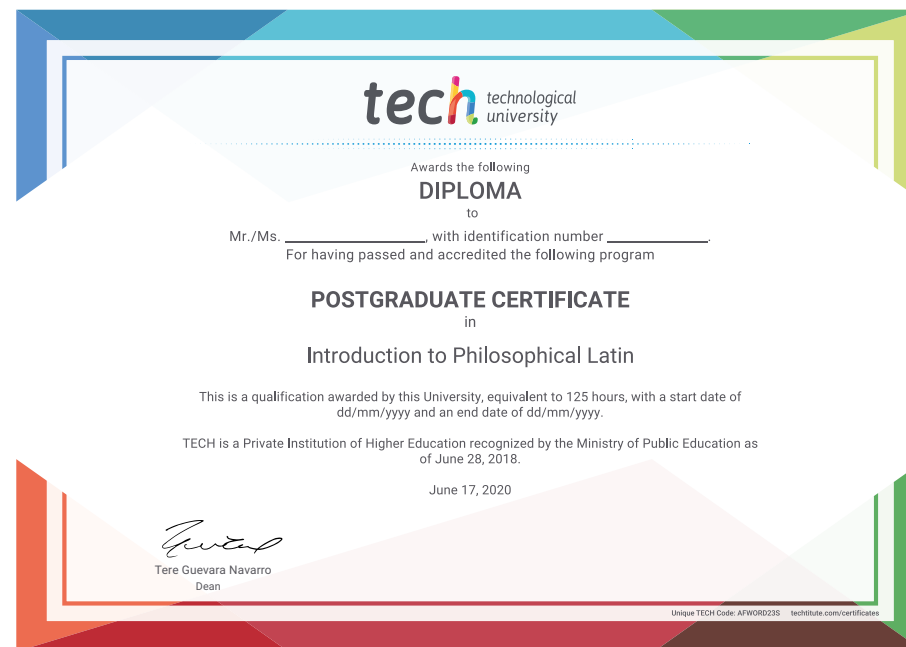 tech technological
university
Awards the following
DIPLOMA
to
Mr./Ms. ____________________, with identification number __________________.
For having passed and accredited the following program
POSTGRADUATE CERTIFICATE
in
Introduction to Philosophical Latin
This is a qualification awarded by this University, equivalent to 125 hours, with a start date of
dd/mm/yyyy and an end date of dd/mm/yyyy.
TECH is a Private Institution of Higher Education recognized by the Ministry of Public Education as
of June 28, 2018.
June 17, 2020
Tere Guevara Navarro
Dean
Unique TECH Code: AFWORD23S techtitute.com/certificates